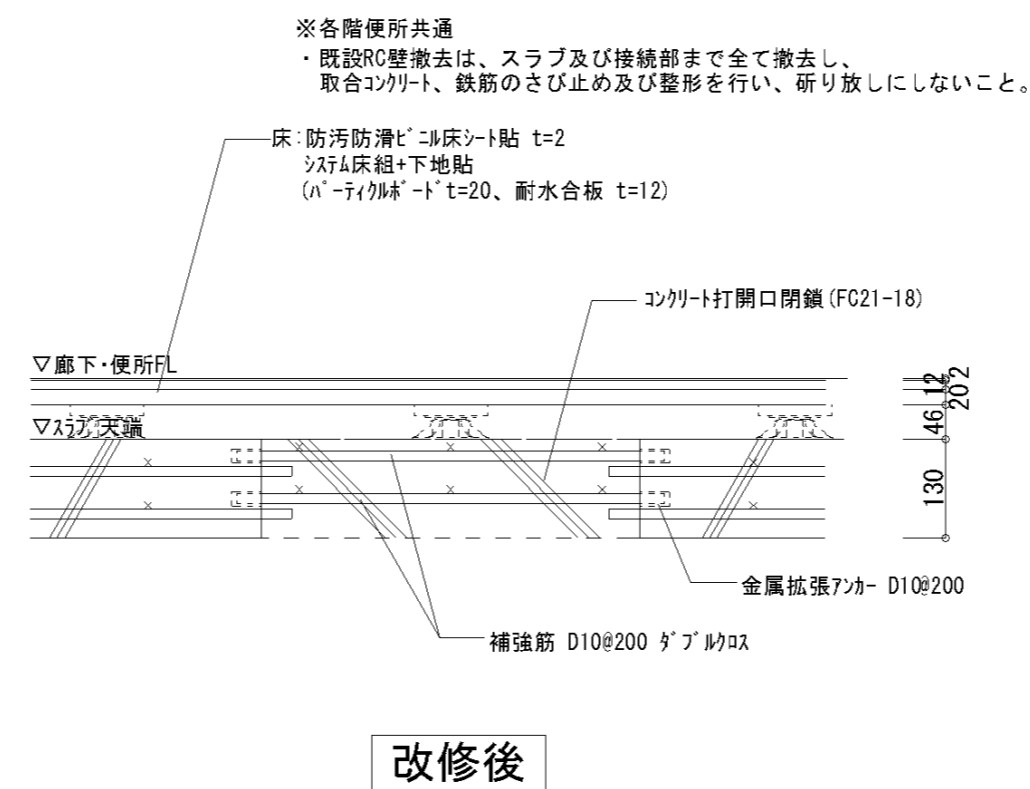 ※各階便所共通
・既設RC壁撤去は、スラブ及び接続部まで全て撤去し、
取合ｺﾝｸﾘｰﾄ、鉄筋のさび止め及び整形を行い、斫り放しにしないこと。
床:防汚防滑ﾋﾞﾆﾙ床ｼｰﾄ貼 t=2
ｼｽﾃﾑ床組+下地貼
(ﾊﾟｰﾃｨｸﾙﾎﾞｰﾄﾞt=20、耐水合板 t=12)
ｺﾝｸﾘｰﾄ打開口閉鎖(FC21-18)
▽廊下・便所FL
2
12
20
▽ｽﾗﾌﾞ天端
46
130
金属拡張ｱﾝｶｰ D10@200
補強筋 D10@200 ﾀﾞﾌﾞﾙｸﾛｽ
改修後